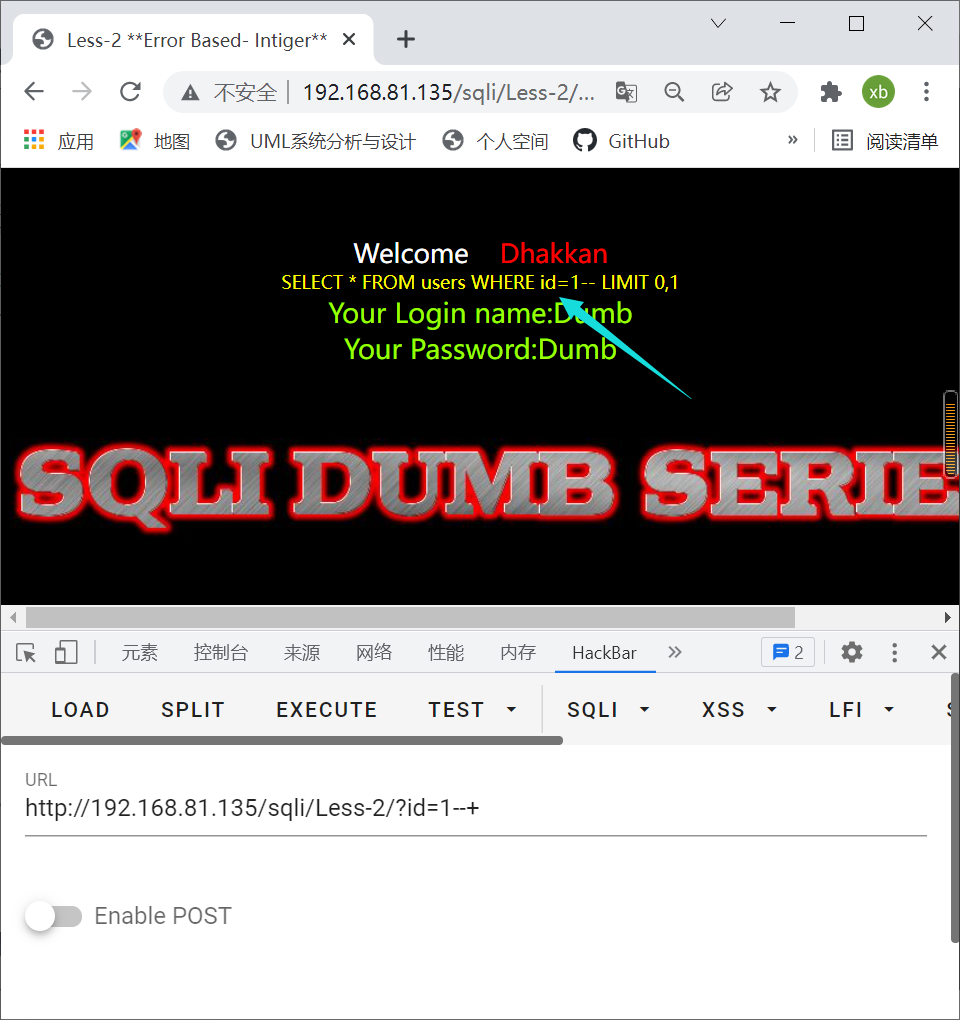 Less-2 **Error Based- Intiger**
不安全 192.168.81.135/sqli/Less-2/...
xb
应用 地图 UML系统分析与设计 个人空间 GitHub » 阅读清单
Welcome Dhakkan
SELECT * FROM users WHERE id=1-- LIMIT 0,1
Your Login name:Dumb
Your Password:Dumb
SQLI DUMB SERIE
元素 控制台 来源 网络 性能 内存 HackBar 2
LOAD SPLIT EXECUTE TEST SQLI XSS LFI
URL
http://192.168.81.135/sqli/Less-2/?id=1--+
Enable POST